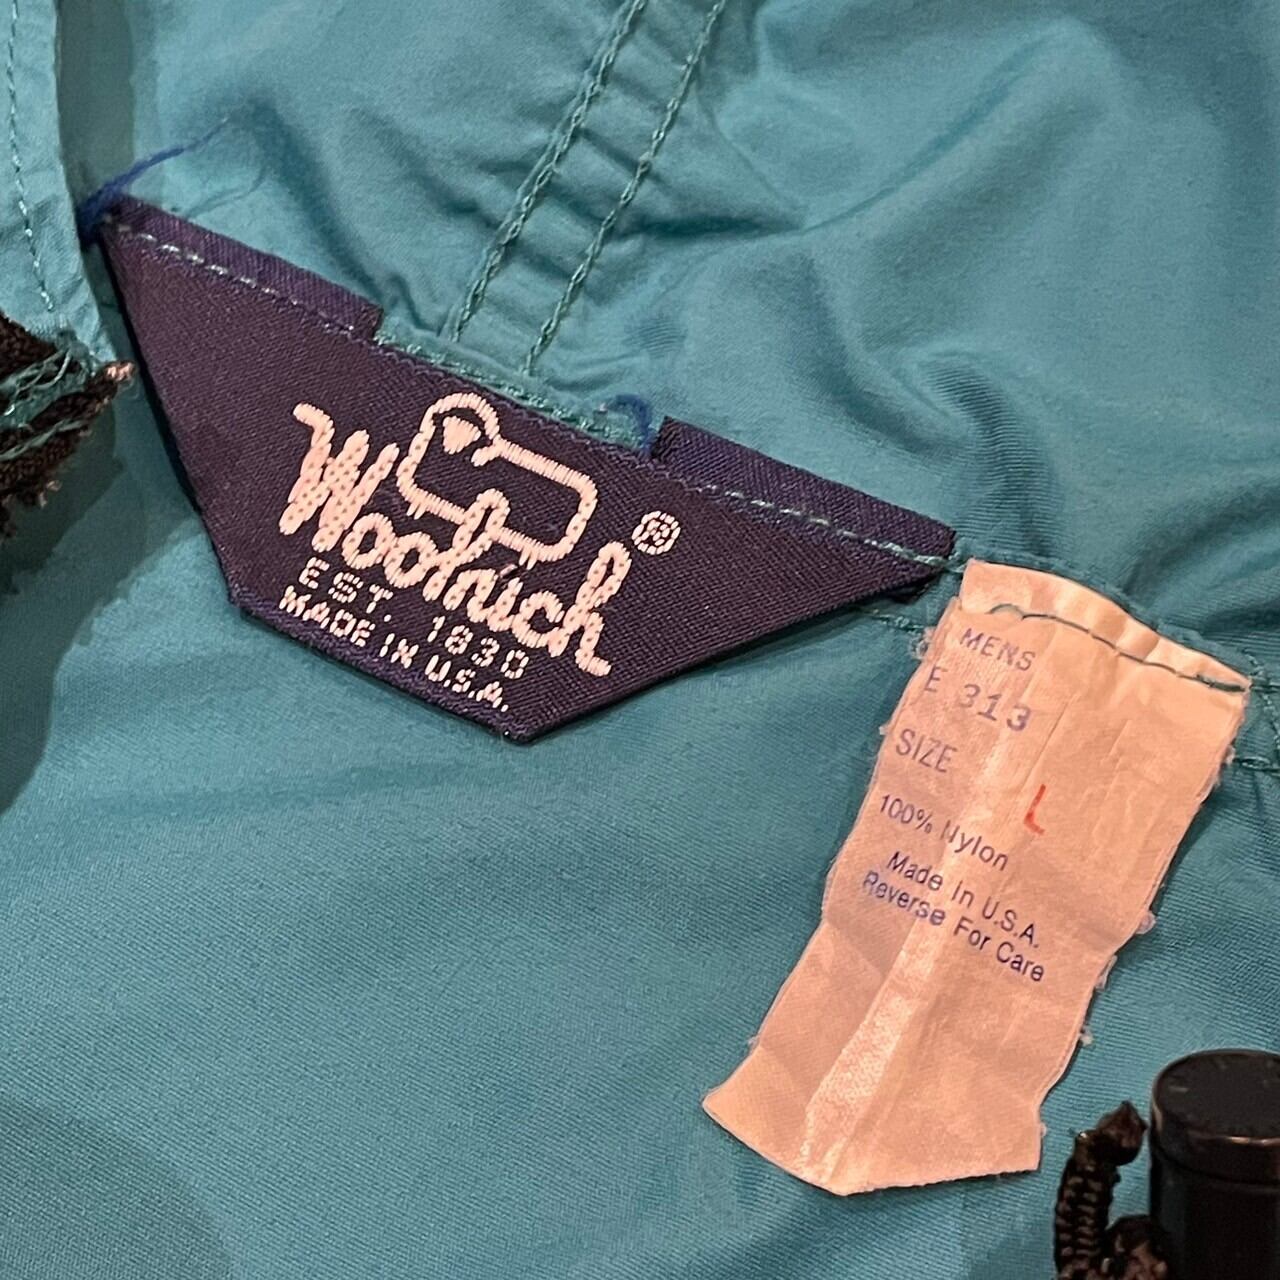 Woolrich®
EST. 1830
MADE IN U.S.A.
MENS
E 313
SIZE
L
100% Nylon
Made In U.S.A.
Reverse For Care